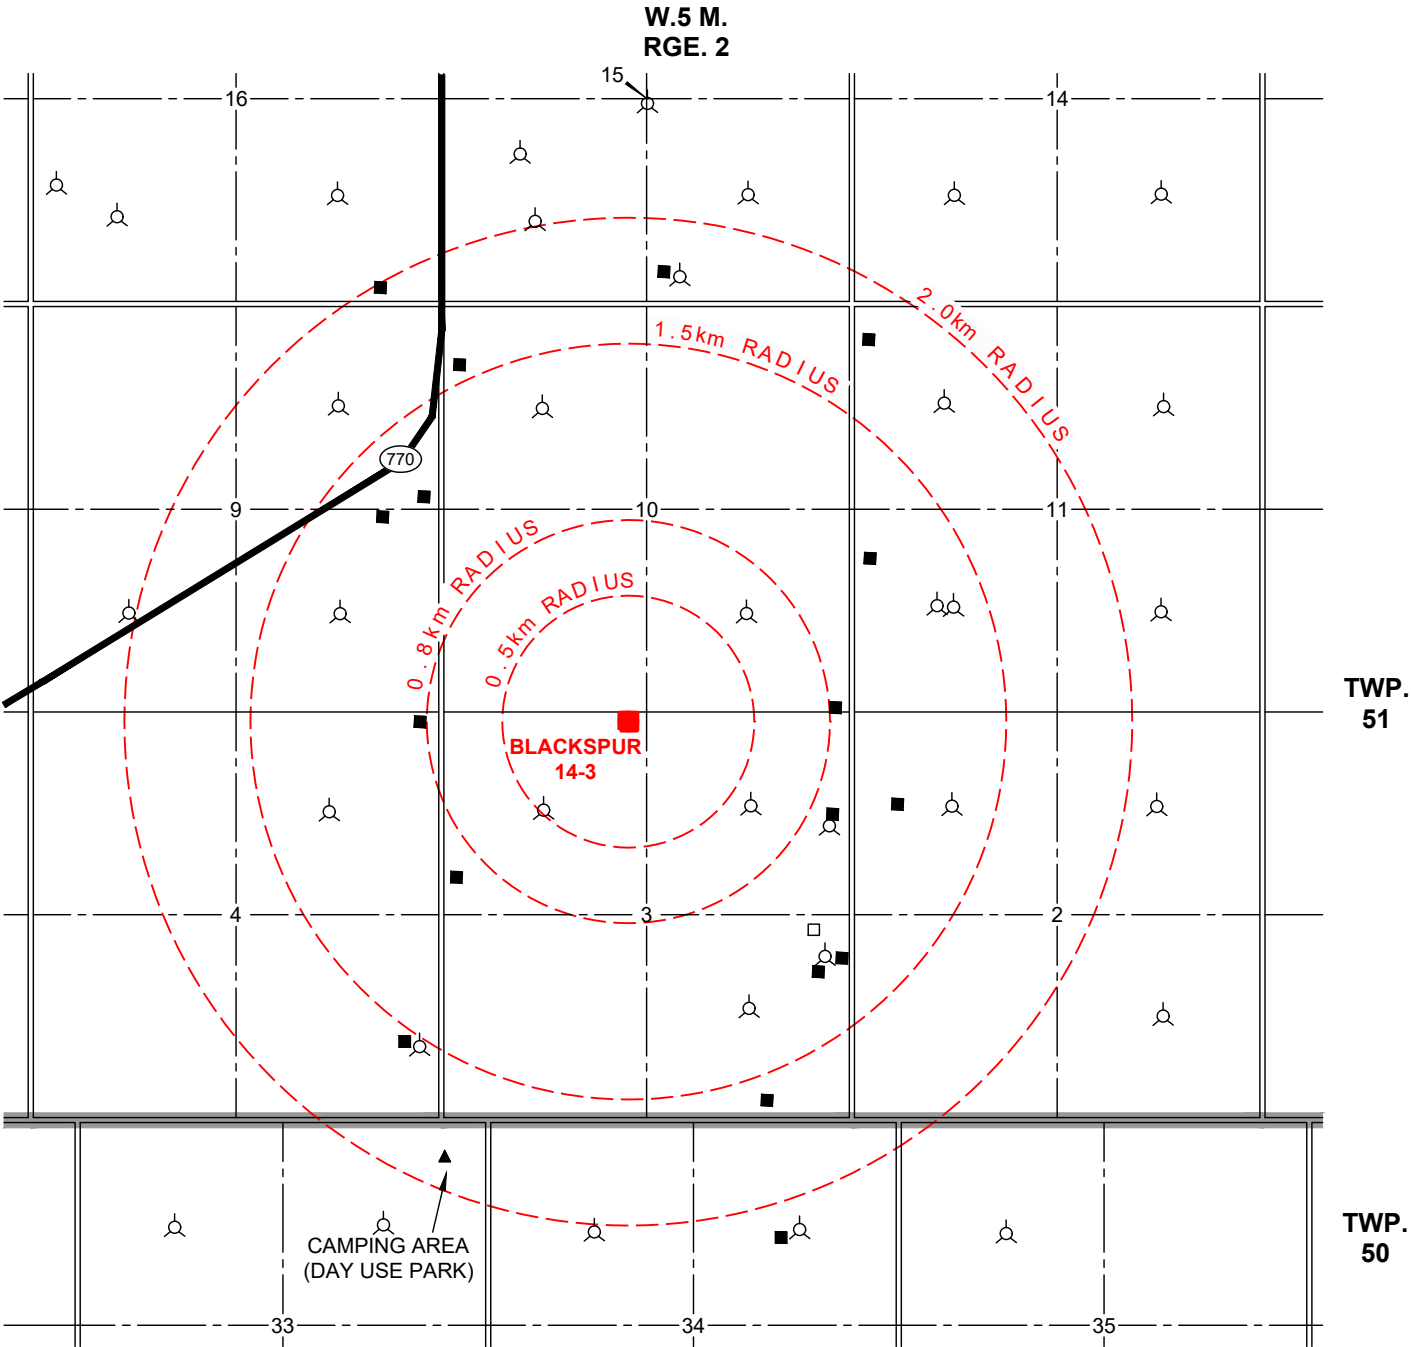 W.5 M.
RGE. 2
15
16
14
2.0km RADIUS
1.5km RADIUS
770
9
10
11
0.8km RADIUS
0.5km RADIUS
TWP.
51
BLACKSPUR
14-3
4
3
2
TWP.
50
CAMPING AREA
(DAY USE PARK)
33
34
35